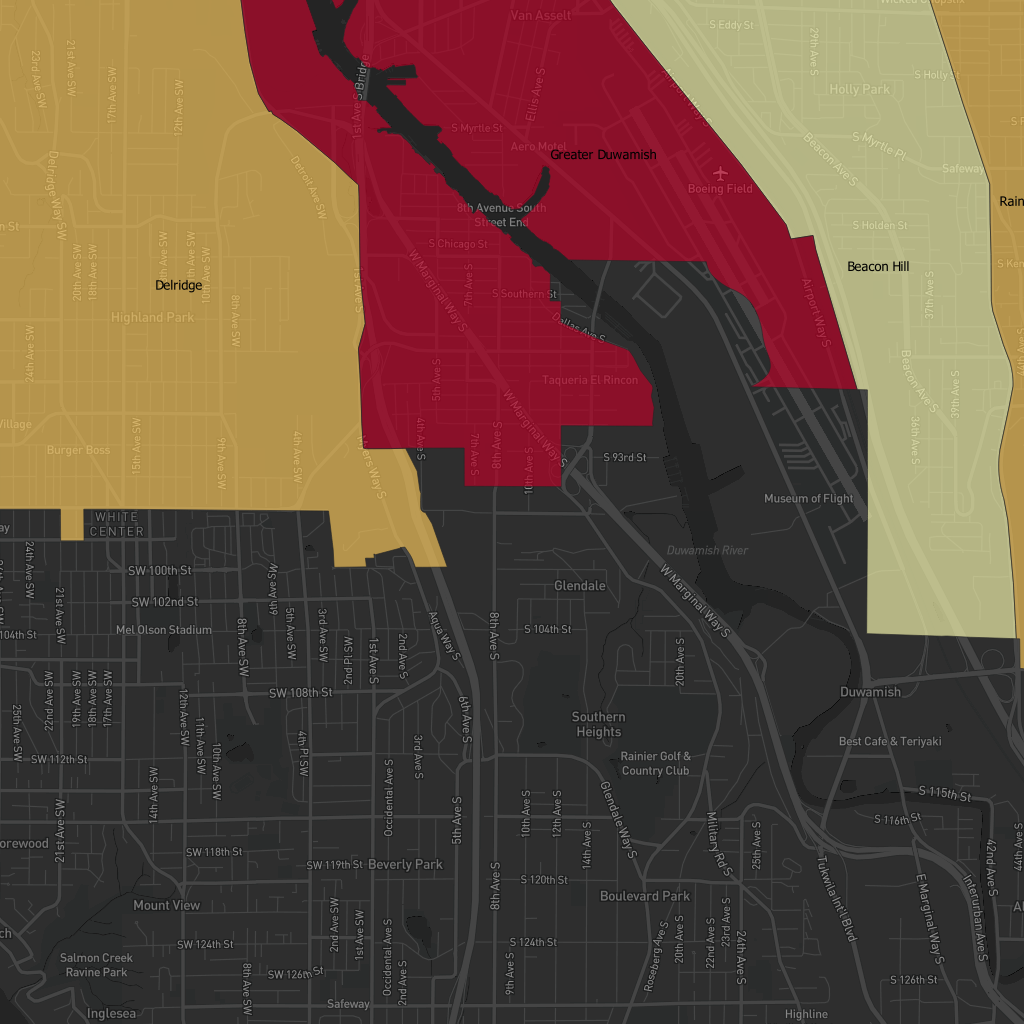 Wicked Chopstix
Van Asselt
S Eddy St
29th Ave S
21st Ave SW
23rd Ave SW
17th Ave SW
12th Ave SW
1st Ave S Bridge
Ellis Ave S
Airport Way S
S Holly St
Holly Park
S Myrtle St
Aero Motel
Greater Duwamish
Beacon Ave S
S Myrtle Pl
Safeway
Delridge Way SW
Detroit Ave SW
Boeing Field
8th Avenue South
Street End
S Holden St
S Chicago St
W Marginal Way S
7th Ave S
20th Ave SW
18th Ave SW
10th Ave SW
8th Ave SW
1st Ave S
Delridge
Beacon Hill
37th Ave S
Highland Park
S Southern St
Dallas Ave S
Airport Way S
24th Ave SW
5th Ave S
Taqueria El Rincon
W Marginal Way S
Beacon Ave S
39th Ave S
36th Ave S
Village
Burger Boss
15th Ave SW
9th Ave SW
4th Ave SW
Myers Way S
4th Ave S
7th Ave S
8th Ave S
10th Ave S
S 93rd St
Museum of Flight
WHITE
CENTER
24th Ave SW
21st Ave SW
SW 100th St
SW 102nd St
Mel Olson Stadium
104th St
6th Ave SW
5th Ave SW
3rd Ave SW
8th Ave SW
2nd Pl SW
1st Ave S
2nd Ave S
Aqua Way S
Duwamish River
Glendale
W Marginal Way S
8th Ave S
S 104th St
20th Ave S
25th Ave SW
22nd Ave SW
19th Ave SW
18th Ave SW
17th Ave SW
12th Ave SW
11th Ave SW
10th Ave SW
SW 108th St
6th Ave S
Duwamish
Southern
Heights
Best Cafe & Teriyaki
SW 112th St
4th Pl SW
3rd Ave S
Rainier Golf &
Country Club
14th Ave SW
21st Ave SW
Occidental Ave S
5th Ave S
10th Ave S
12th Ave S
14th Ave S
Glendale Way S
Military Rd S
25th Ave S
S 115th St
S 116th St
42nd Ave S
44th Ave S
SW 118th St
SW 119th St
Beverly Park
S 120th St
8th Ave S
Boulevard Park
Tukwila Int'l Blvd
E Marginal Way S
Interurban Ave S
Mount View
2nd Ave SW
1st Ave SW
Occidental Ave S
2nd Ave S
SW 124th St
S 124th St
9th Ave S
Roseberg Ave S
20th Ave S
22nd Ave S
23rd Ave S
24th Ave S
Salmon Creek
Ravine Park
SW 126th St
8th Ave SW
S 126th St
Inglesea
Safeway
Highline